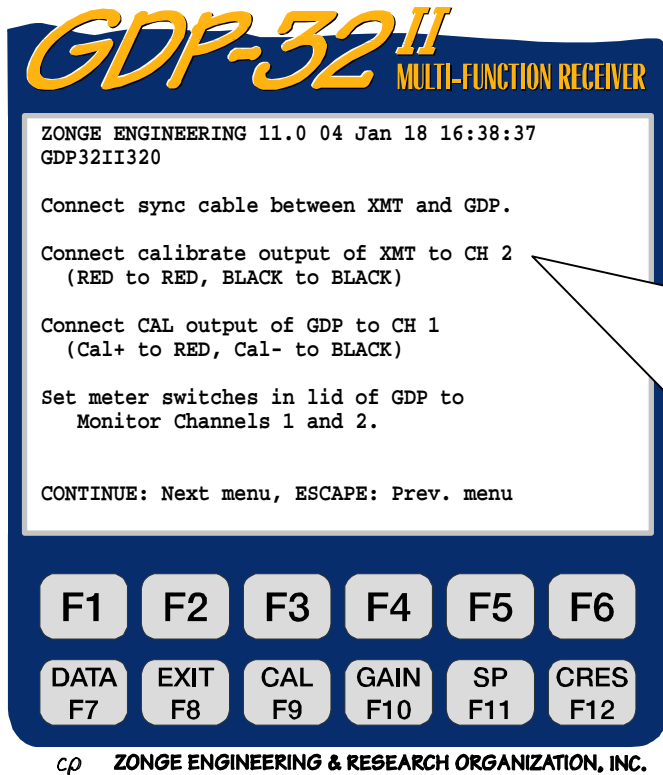 GDP-32 II
MULTI-FUNCTION RECEIVER
ZONGE ENGINEERING 11.0 04 Jan 18 16:38:37
GDP32II320
Connect sync cable between XMT and GDP.
Connect calibrate output of XMT to CH 2
(RED to RED, BLACK to BLACK)
Connect CAL output of GDP to CH 1
(Cal+ to RED, Cal- to BLACK)
Set meter switches in lid of GDP to
Monitor Channels 1 and 2.
CONTINUE: Next menu, ESCAPE: Prev. menu
F1 F2 F3 F4 F5 F6
DATA EXIT CAL GAIN SP CRES
F7 F8 F9 F10 F11 F12
cρ ZONGE ENGINEERING & RESEARCH ORGANIZATION, INC.